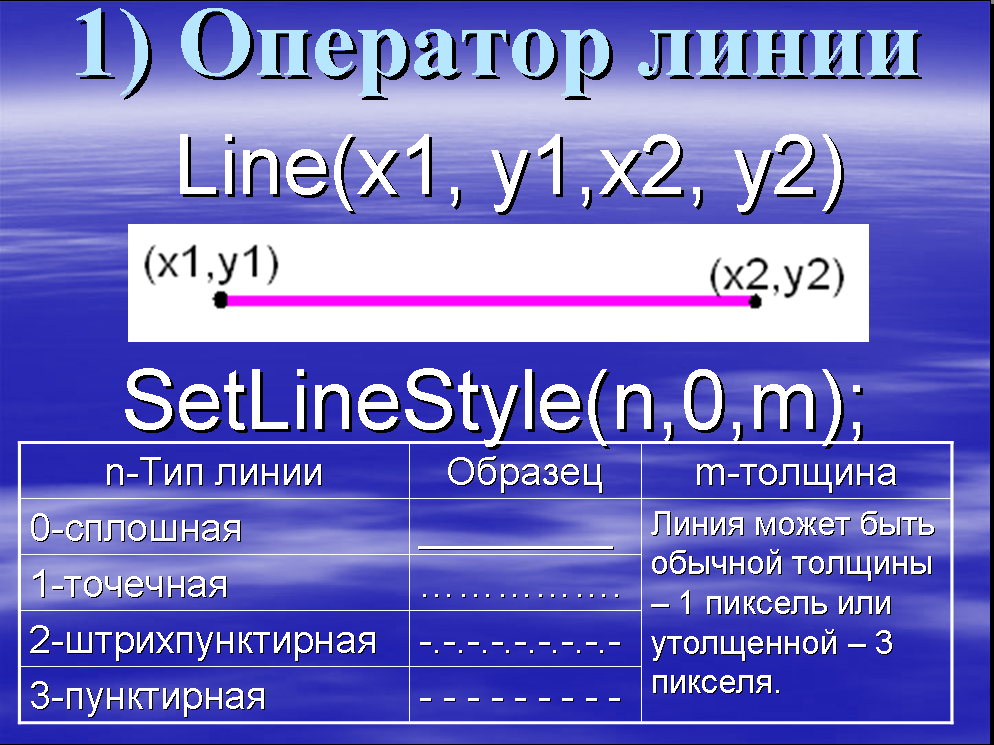 1) Оператор линии
Line(x1, y1,x2, y2)
(x1,y1)
(x2,y2)
SetLineStyle(n,0,m);
n-Тип линии
Образец
m-толщина
0-сплошная
__________
1-точечная
…………….
2-штрихпунктирная
-.-.-.-.-.-.-.-.-
3-пунктирная
- - - - - - - - -
Линия может быть
обычной толщины
– 1 пиксель или
утолщенной – 3
пикселя.